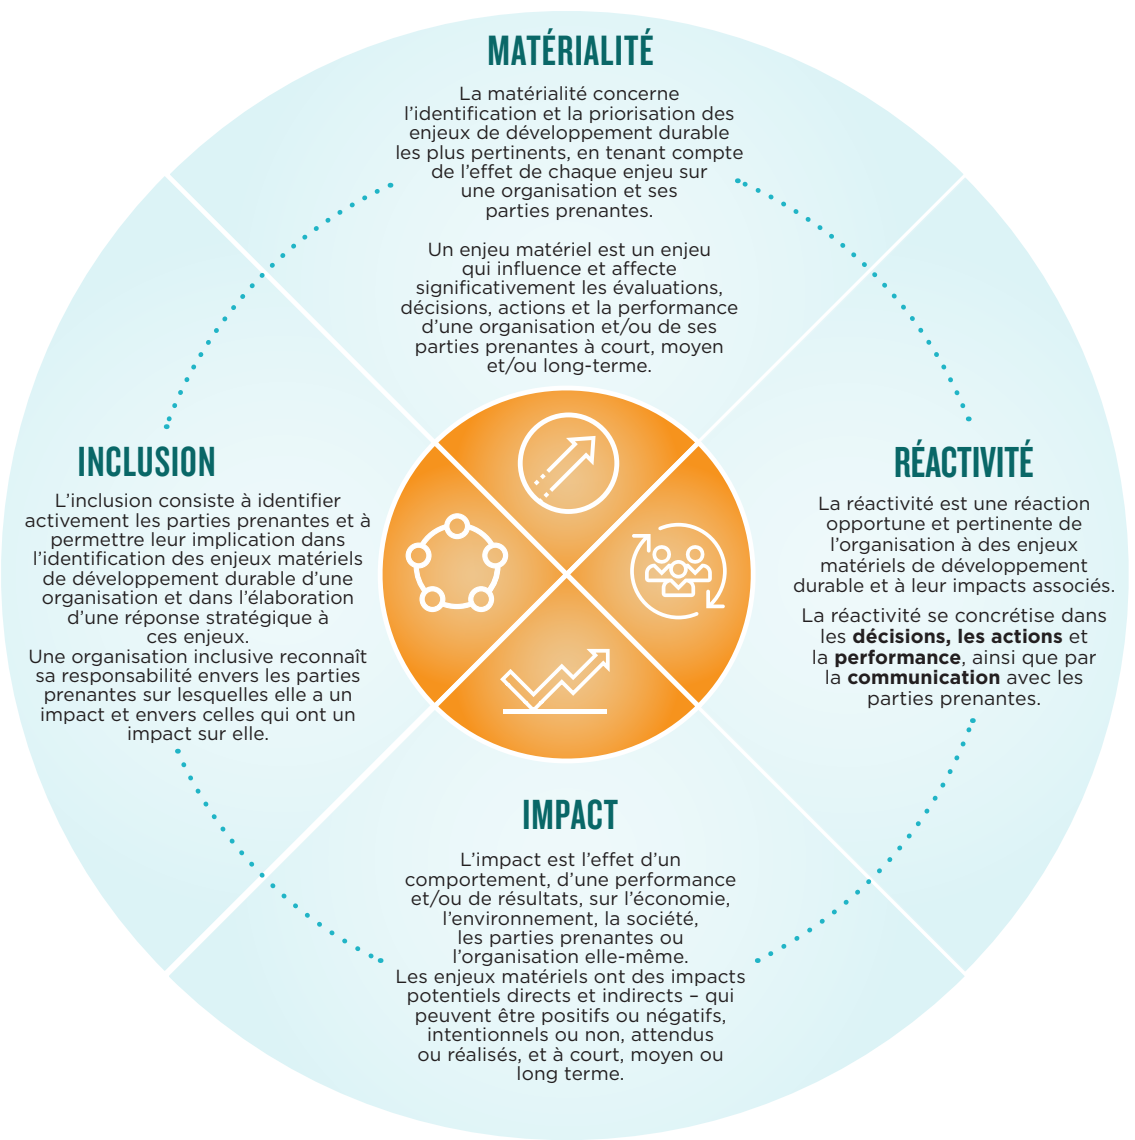 MATÉRIALITÉ
La matérialité concerne
l'identification et la priorisation des
enjeux de développement durable
les plus pertinents, en tenant compte
de l'effet de chaque enjeu sur
une organisation et ses
parties prenantes.
Un enjeu matériel est un enjeu
qui influence et affecte
significativement les évaluations,
décisions, actions et la performance
d'une organisation et/ou de ses
parties prenantes à court, moyen
et/ou long-terme.
INCLUSION
L'inclusion consiste à identifier
activement les parties prenantes et à
permettre leur implication dans
l'identification des enjeux matériels
de développement durable d'une
organisation et dans l'élaboration
d'une réponse stratégique à
ces enjeux.
Une organisation inclusive reconnaît
sa responsabilité envers les parties
prenantes sur lesquelles elle a un
impact et envers celles qui ont un
impact sur elle.
RÉACTIVITÉ
La réactivité est une réaction
opportune et pertinente de
l'organisation à des enjeux
matériels de développement
durable et à leur impacts associés.
La réactivité se concrétise dans
les décisions, les actions et
la performance, ainsi que par
la communication avec les
parties prenantes.
IMPACT
L'impact est l'effet d'un
comportement, d'une performance
et/ou de résultats, sur l'économie,
l'environnement, la société,
les parties prenantes ou
l'organisation elle-même.
Les enjeux matériels ont des impacts
potentiels directs et indirects – qui
peuvent être positifs ou négatifs,
intentionnels ou non, attendus
ou réalisés, et à court, moyen ou
long terme.